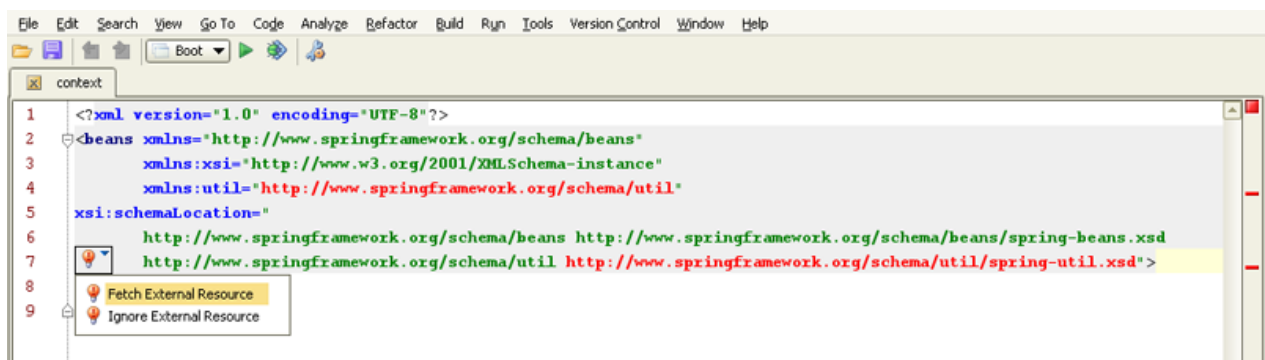 File Edit Search View Go To Code Analyze Refactor Build Run Tools Version Control Window Help
Boot
context
1 <?xml version="1.0" encoding="UTF-8"?>
2 <beans xmlns="http://www.springframework.org/schema/beans"
3 xmlns:xsi="http://www.w3.org/2001/XMLSchema-instance"
4 xmlns:util="http://www.springframework.org/schema/util"
5 xsi:schemaLocation="
6 http://www.springframework.org/schema/beans http://www.springframework.org/schema/beans/spring-beans.xsd
7 http://www.springframework.org/schema/util http://www.springframework.org/schema/util/spring-util.xsd">
8 Fetch External Resource
9 Ignore External Resource